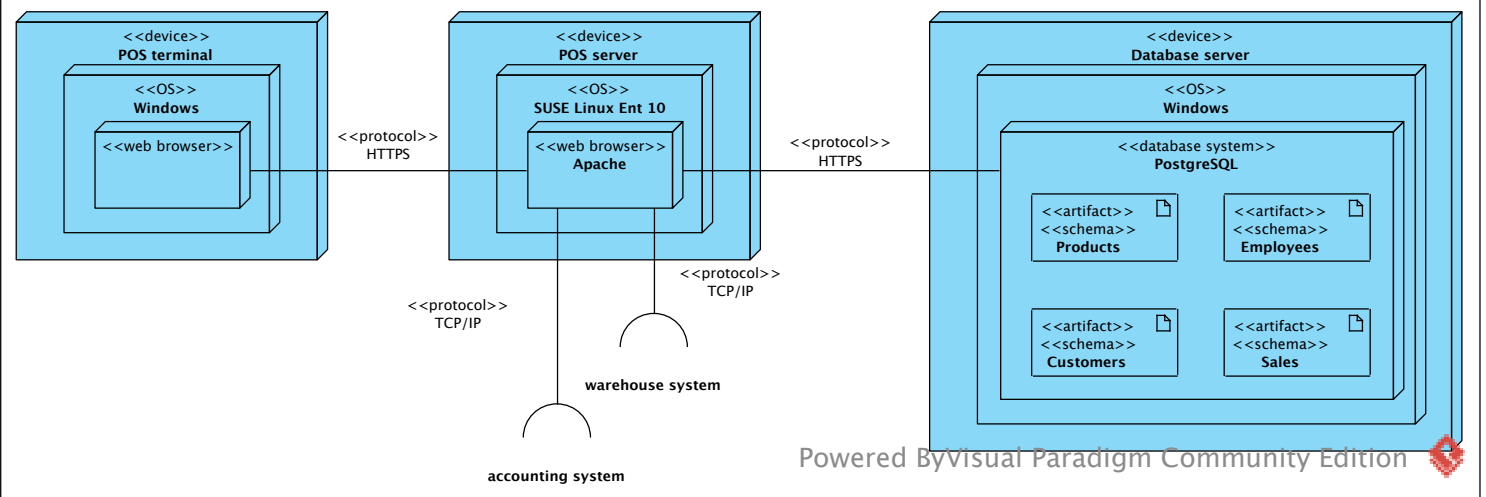 <<device>>
POS terminal
<<OS>>
Windows
<<web browser>>
<<protocol>>
HTTPS
<<device>>
POS server
<<OS>>
SUSE Linux Ent 10
<<web browser>>
Apache
<<protocol>>
TCP/IP
<<protocol>>
TCP/IP
warehouse system
accounting system
<<protocol>>
HTTPS
<<device>>
Database server
<<OS>>
Windows
<<database system>>
PostgreSQL
<<artifact>>
<<schema>>
Products
<<artifact>>
<<schema>>
Employees
<<artifact>>
<<schema>>
Customers
<<artifact>>
<<schema>>
Sales
Powered ByVisual Paradigm Community Edition